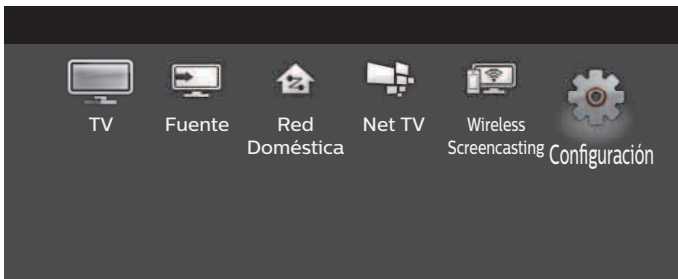 TV
Fuente
Red
Doméstica
Net TV
Wireless
Screencasting
Configuración